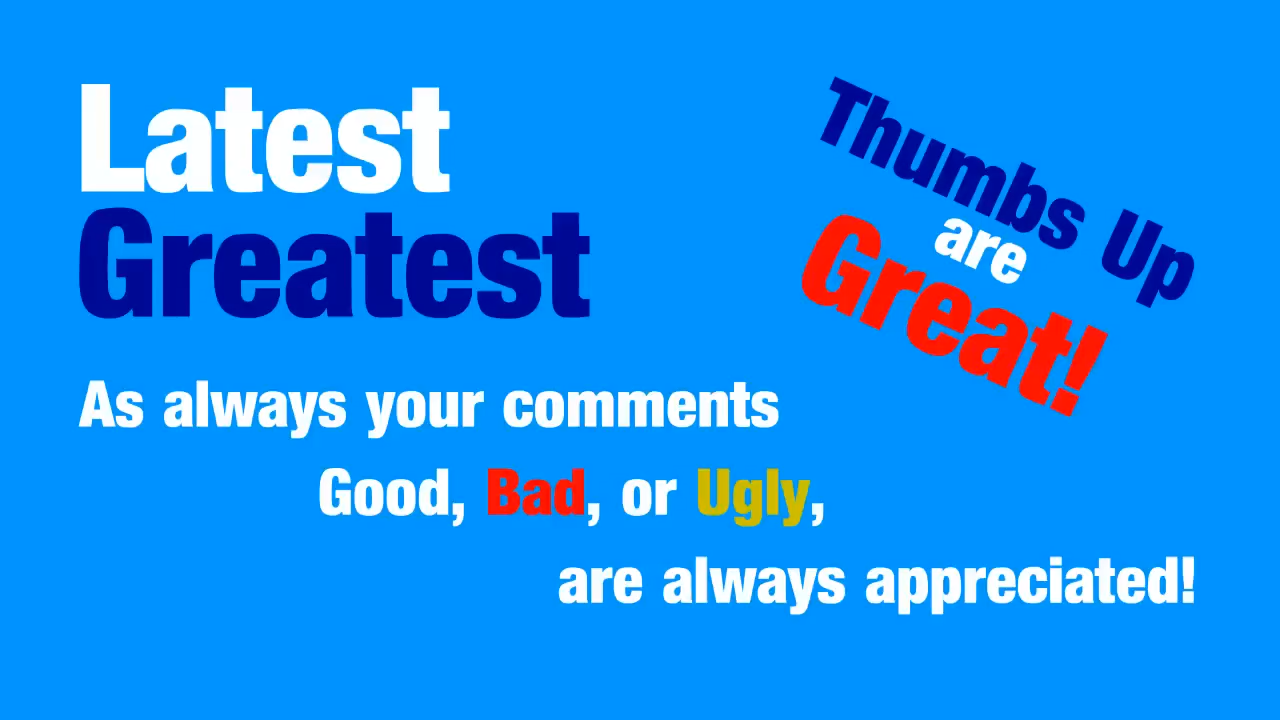 Latest
Greatest
Thumbs Up
are
Great!
As always your comments
Good, Bad, or Ugly,
are always appreciated!